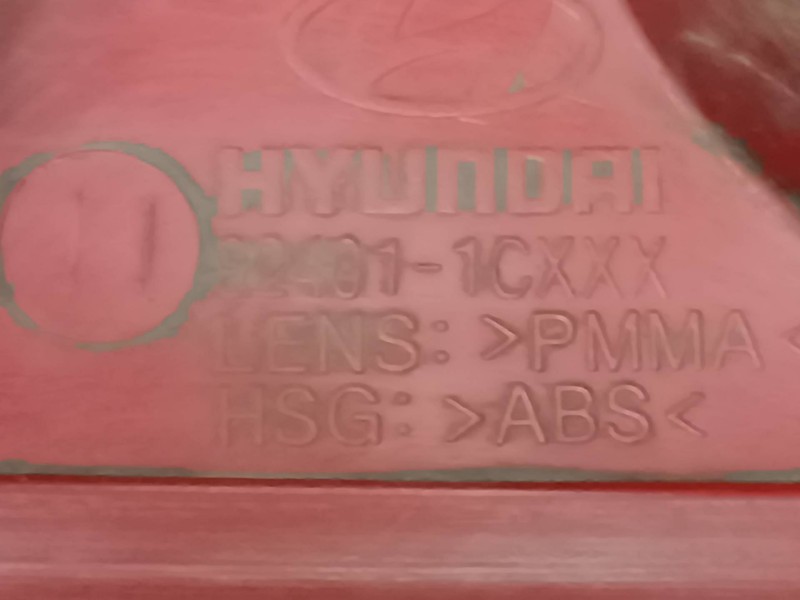 HYUNDAI
92401-1CXXX
LENS: >PMMA<
HSG: >ABS<